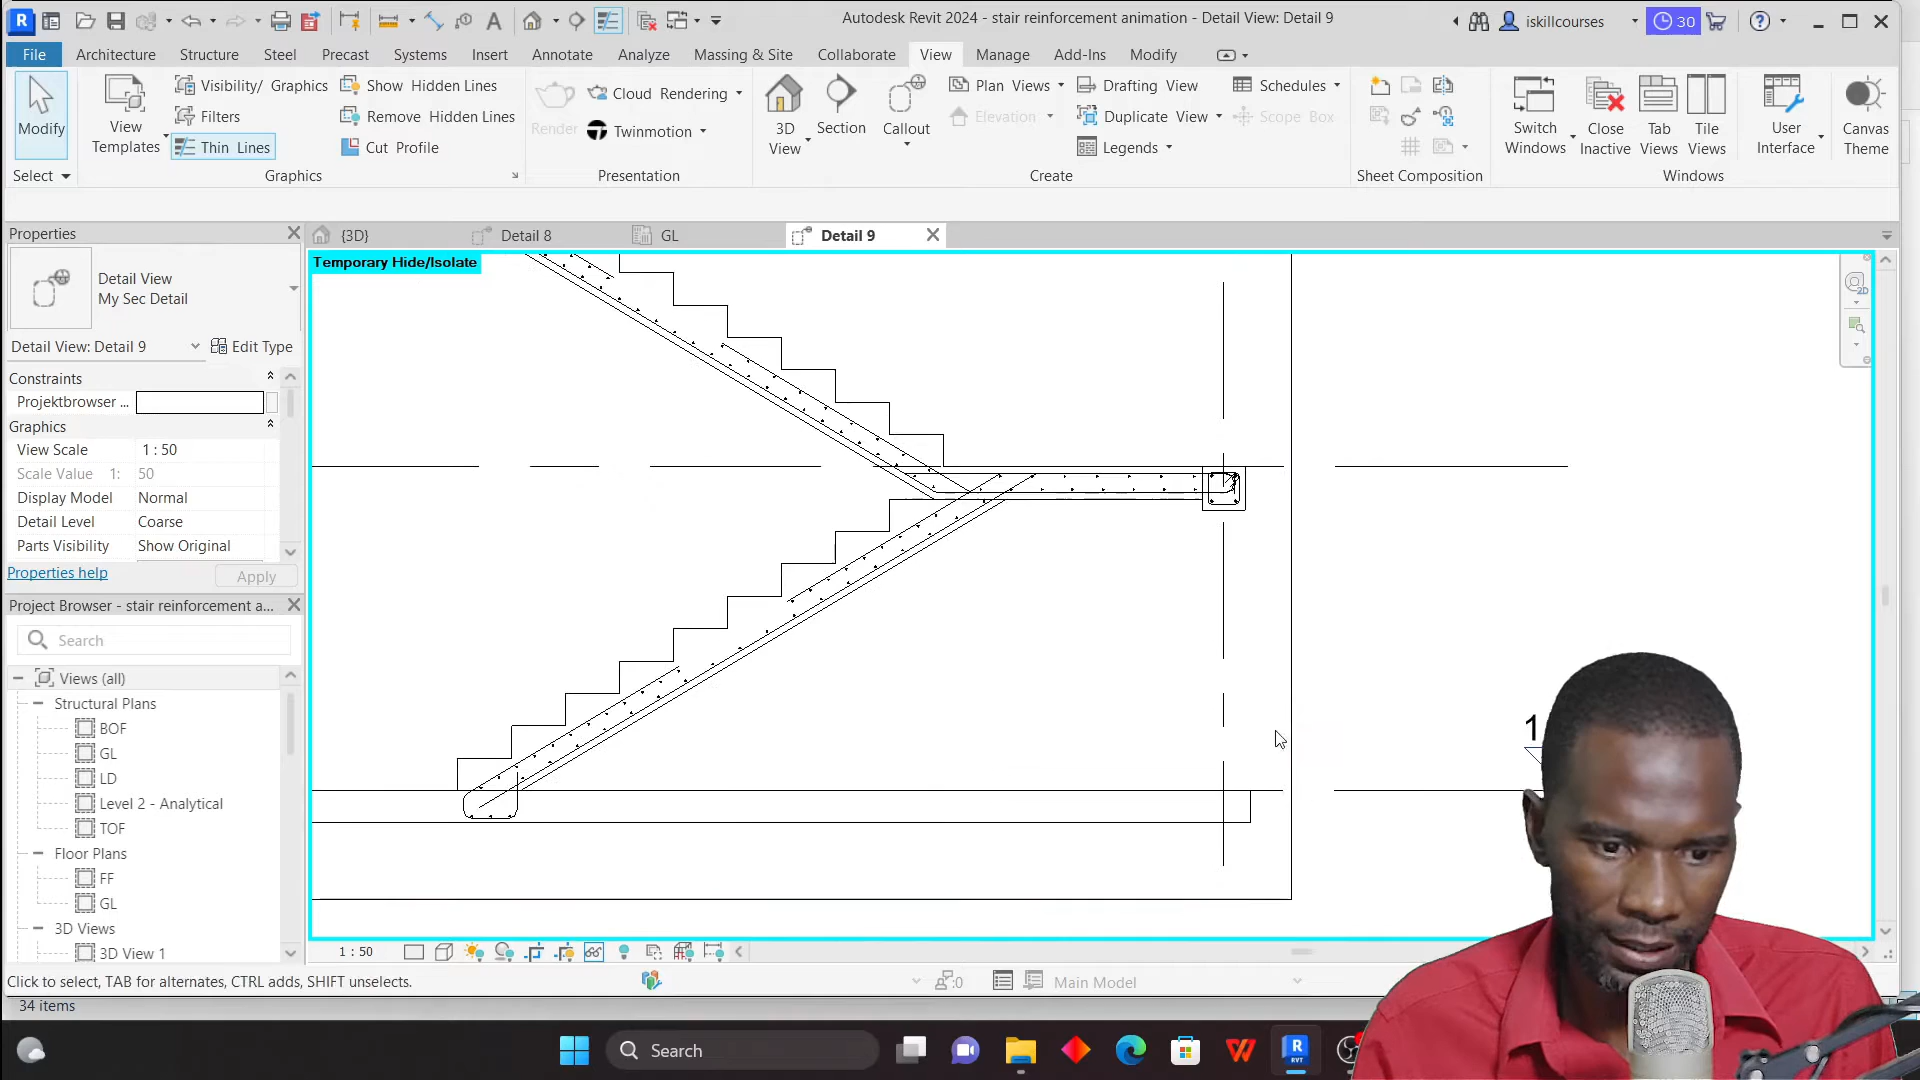 Autodesk Revit 2024 - stair reinforcement animation - Detail View: Detail 9
iskillcourses
30
File Architecture Structure Steel Precast Systems Insert Annotate Analyze Massing & Site Collaborate View Manage Add-Ins Modify
Modify
Select
View Templates
Visibility/ Graphics
Filters
Thin Lines
Show Hidden Lines
Remove Hidden Lines
Cut Profile
Graphics
Render
Cloud Rendering
Twinmotion
Presentation
3D View
Section
Callout
Plan Views
Elevation
Drafting View
Duplicate View
Legends
Schedules
Scope Box
Create
Sheet Composition
Switch Windows
Close Inactive
Tab Views
Tile Views
User Interface
Windows
Canvas Theme
Properties
{3D}
Detail 8
GL
Detail 9
Temporary Hide/Isolate
Detail View
My Sec Detail
Detail View: Detail 9
Edit Type
Constraints
Projektbrowser ...
Graphics
View Scale 1 : 50
Scale Value 1: 50
Display Model Normal
Detail Level Coarse
Parts Visibility Show Original
Properties help
Apply
Project Browser - stair reinforcement a...
Search
Views (all)
Structural Plans
BOF
GL
LD
Level 2 - Analytical
TOF
Floor Plans
FF
GL
3D Views
3D View 1
1
2D
1 : 50
Click to select, TAB for alternates, CTRL adds, SHIFT unselects.
:0
Main Model
34 items
Search
R
RVT